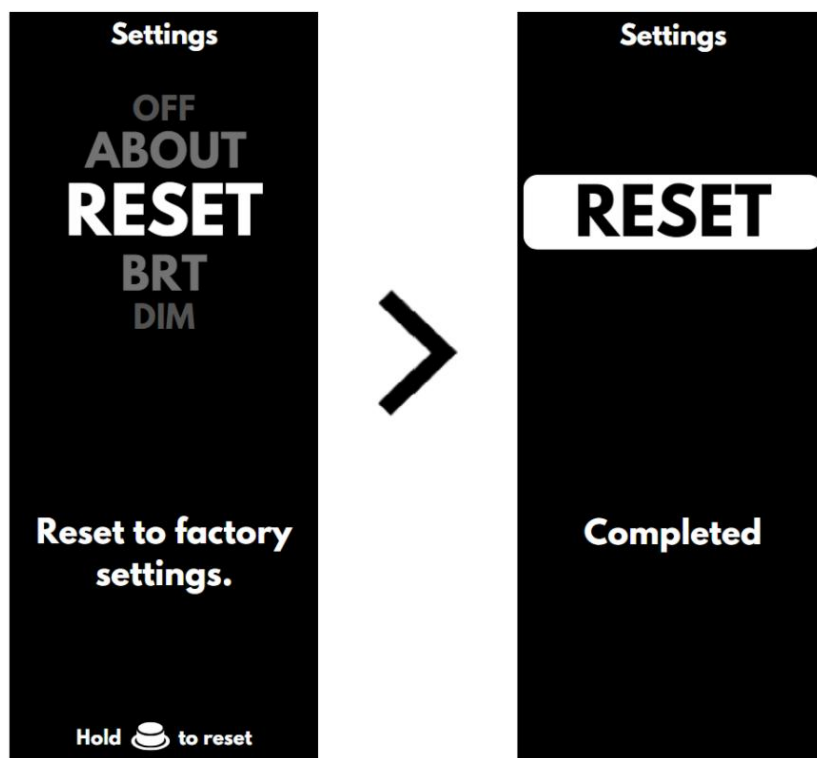 Settings
OFF
ABOUT
RESET
BRT
DIM
Reset to factory
settings.
Hold to reset
Settings
RESET
Completed